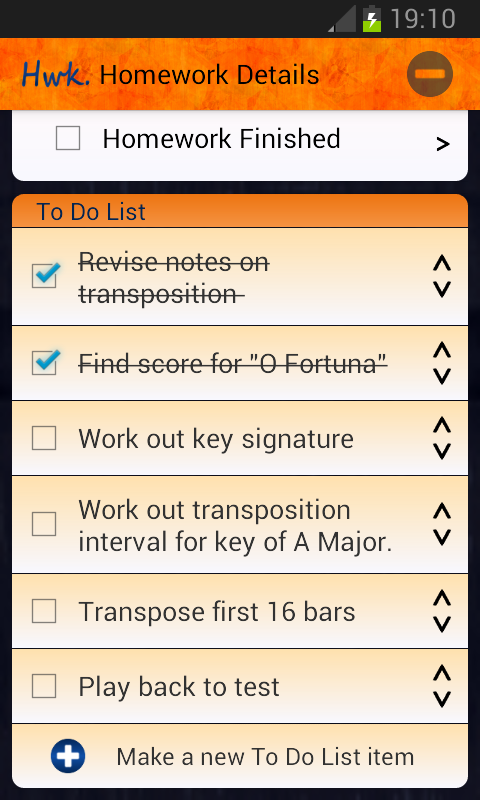 19:10
Hwk. Homework Details
Homework Finished >
To Do List
Revise notes on
transposition
Find score for "O Fortuna"
Work out key signature
Work out transposition
interval for key of A Major.
Transpose first 16 bars
Play back to test
Make a new To Do List item